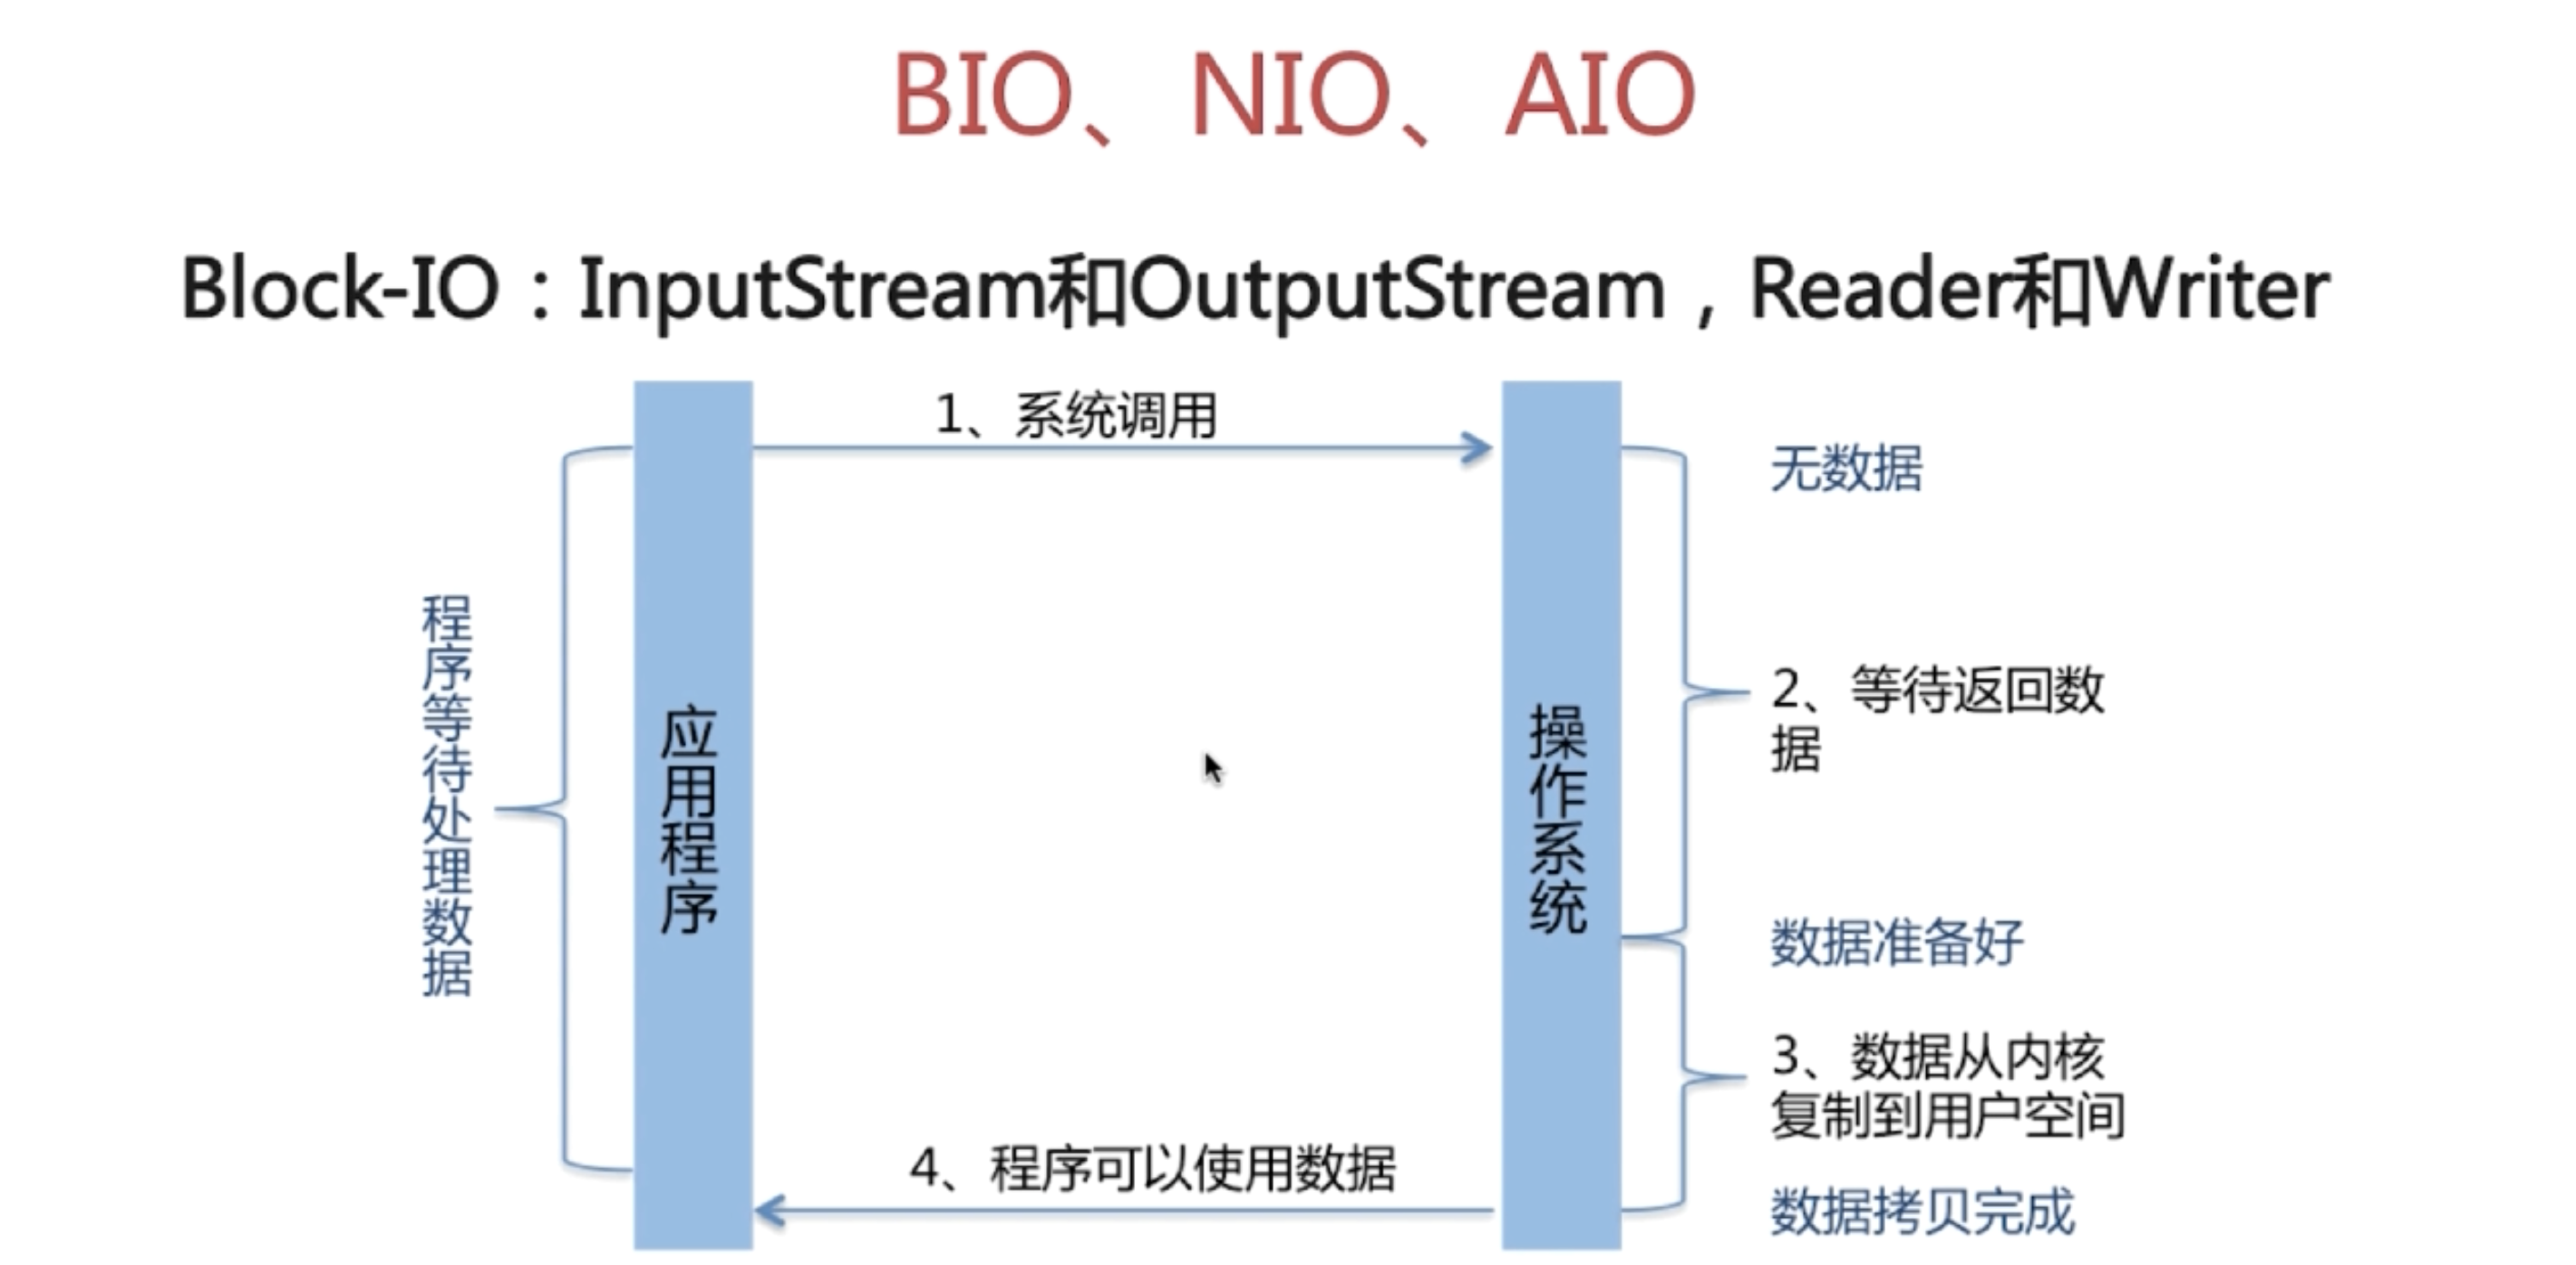 BIO、NIO、AIO
Block-IO：InputStream和OutputStream，Reader和Writer
1、系统调用
无数据
程序等待处理数据
应用程序
操作系统
2、等待返回数
据
数据准备好
3、数据从内核
复制到用户空间
4、程序可以使用数据
数据拷贝完成